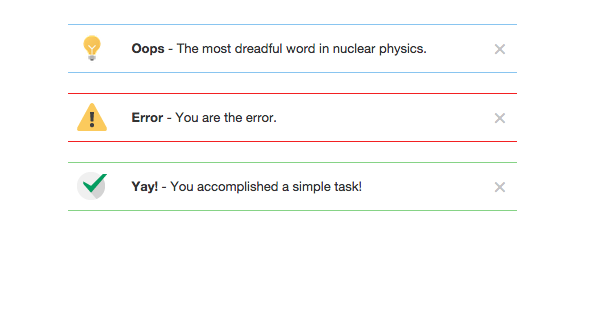 Oops - The most dreadful word in nuclear physics.
Error - You are the error.
Yay! - You accomplished a simple task!